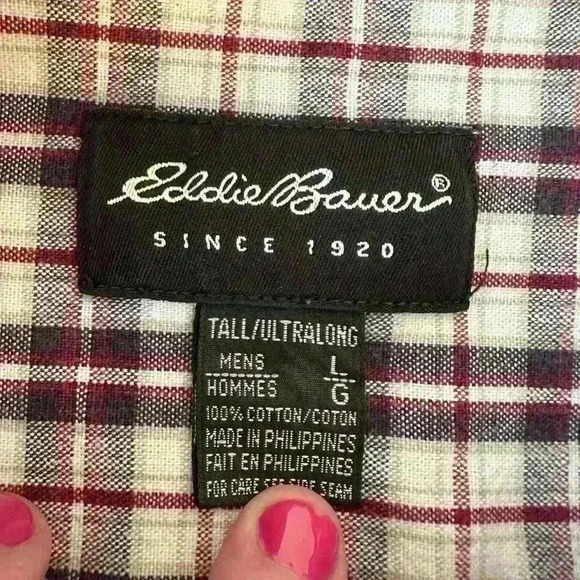 Eddie Bauer®
SINCE 1920
TALL/ULTRALONG
MENS L
HOMMES G
100% COTTON/COTON
MADE IN PHILIPPINES
FAIT EN PHILIPPINES
FOR CARE SEE SIDE SEAM